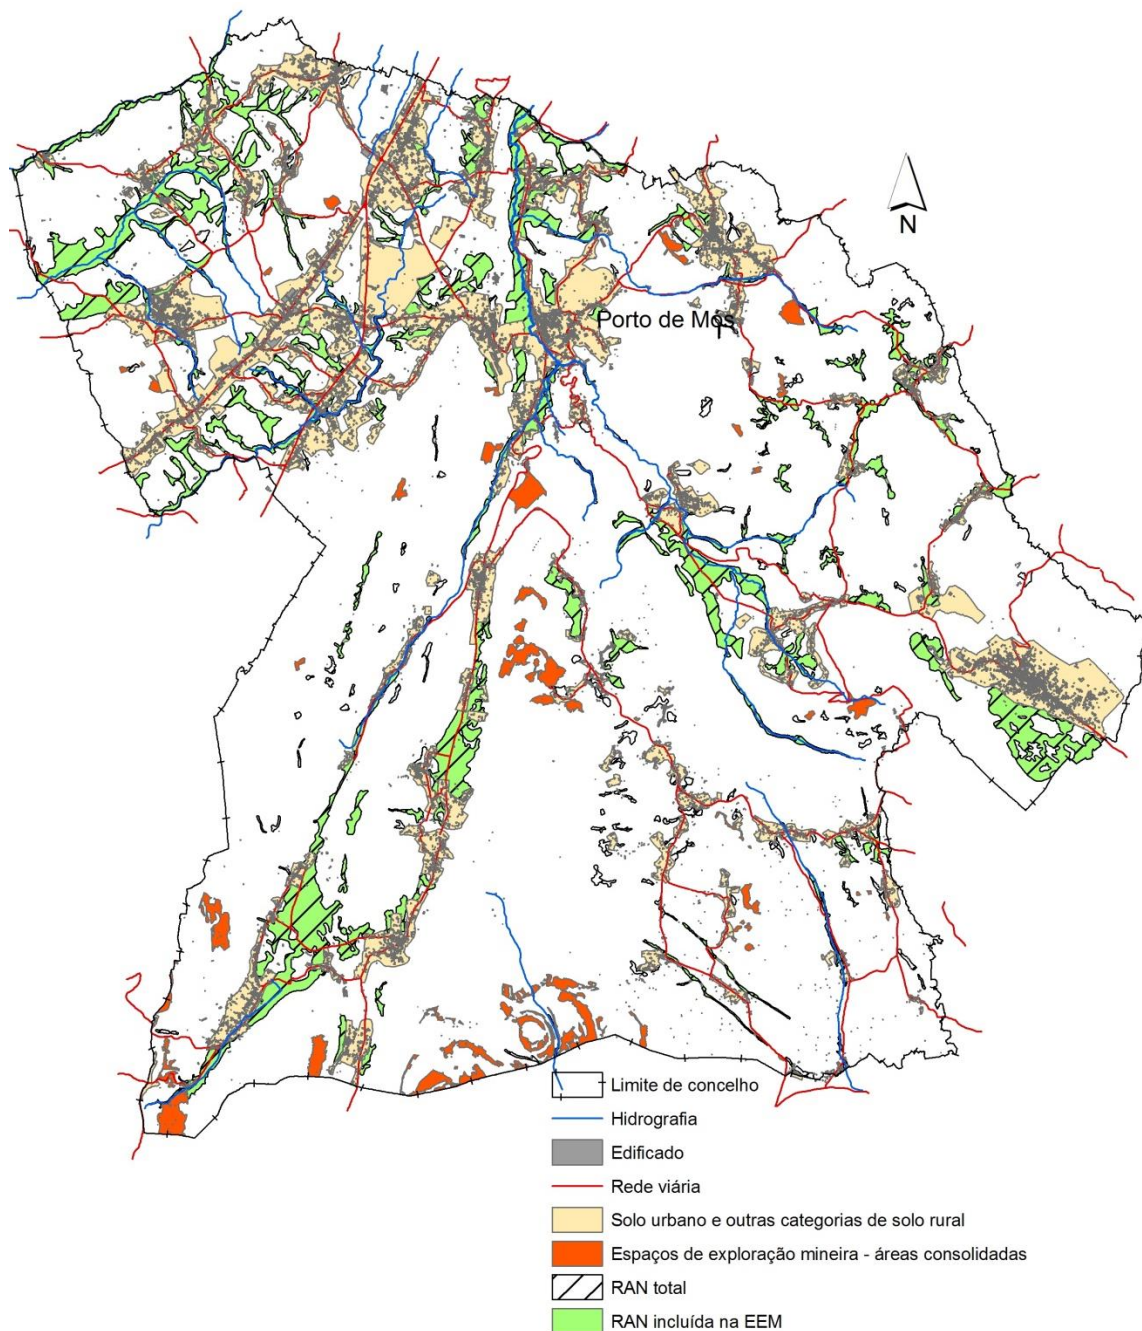 N
Porto de Mós
Limite de concelho
Hidrografia
Edificado
Rede viária
Solo urbano e outras categorias de solo rural
Espaços de exploração mineira - áreas consolidadas
RAN total
RAN incluída na EEM